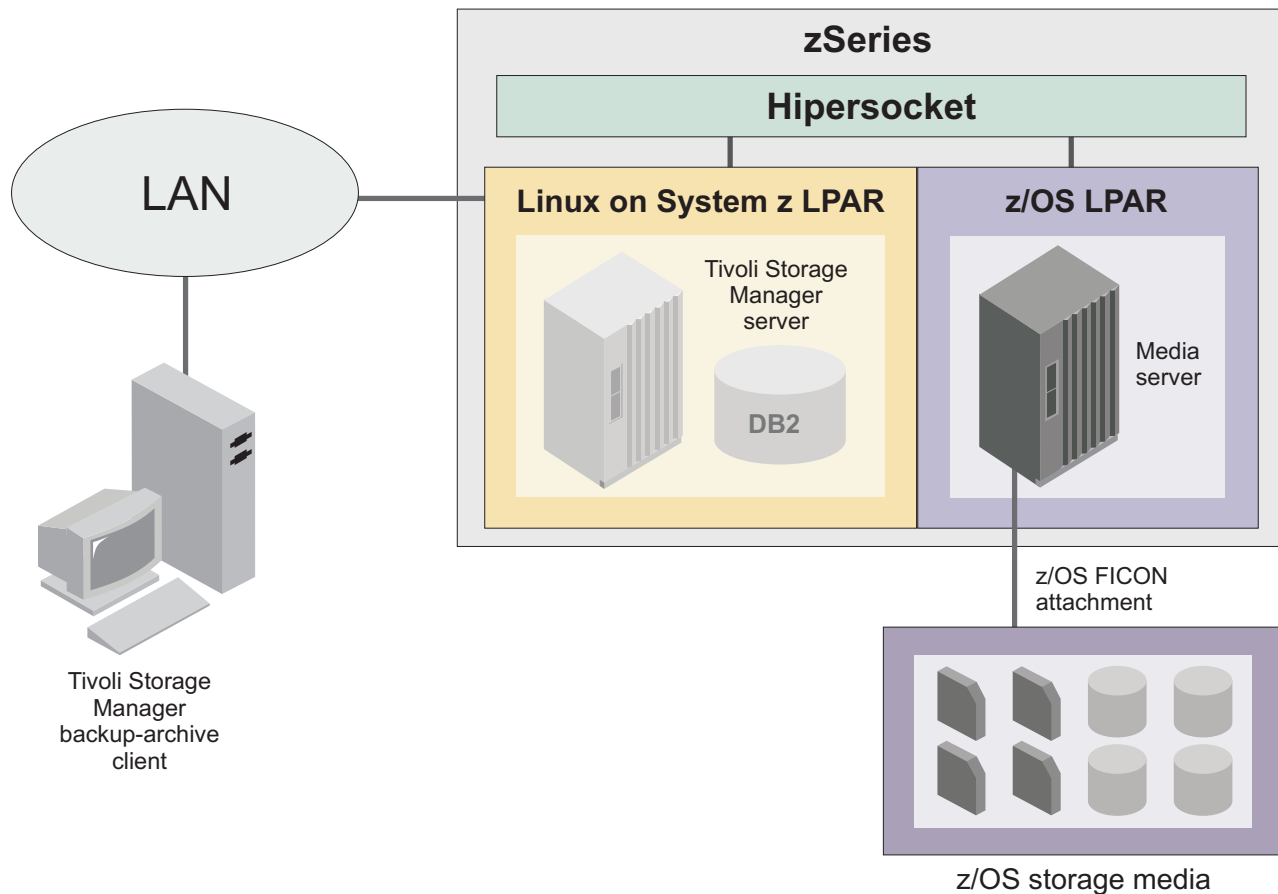 zSeries
Hipersocket
LAN
Linux on System z LPAR
z/OS LPAR
Tivoli Storage
Manager
server
DB2
Media
server
z/OS FICON
attachment
Tivoli Storage
Manager
backup-archive
client
z/OS storage media